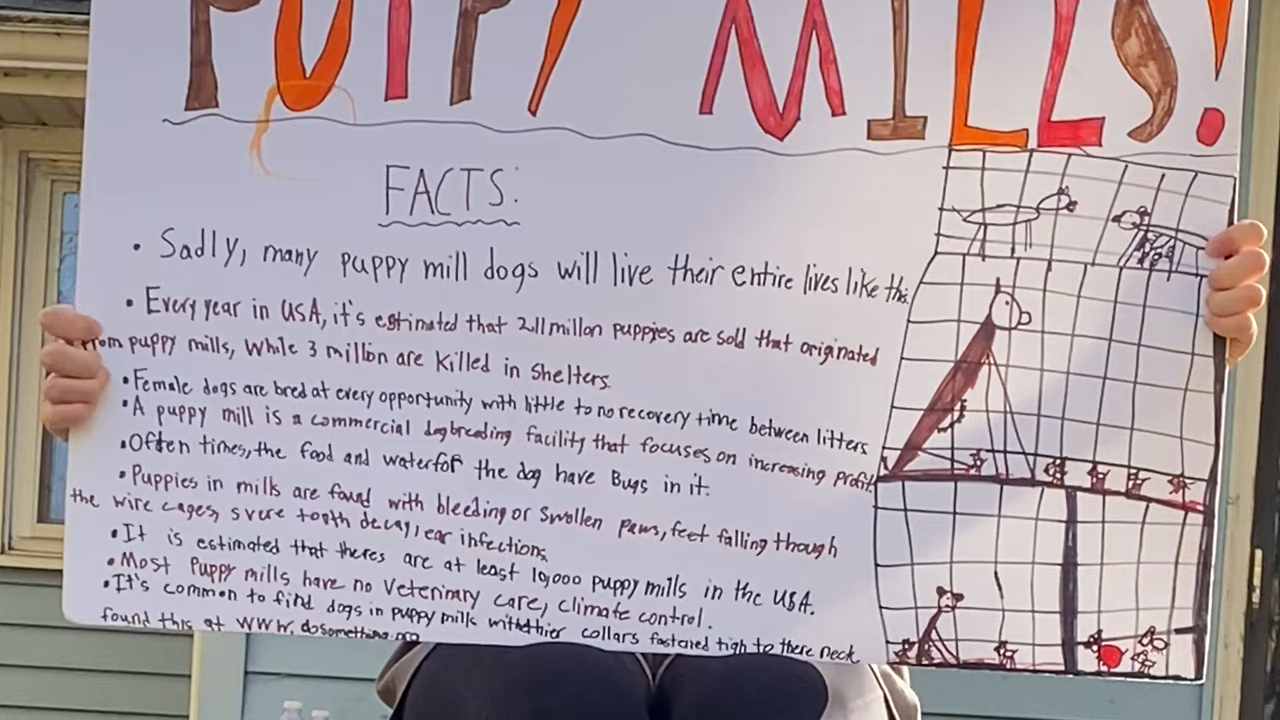 PUPPY MILLS!
FACTS:
• Sadly, many puppy mill dogs will live their entire lives like this.
• Every year in USA, it's estimated that 2.11 millon puppies are sold that originated
from puppy mills, while 3 million are killed in shelters.
• Female dogs are bred at every opportunity with little to no recovery time between litters
• A puppy mill is a commercial dogbreeding facility that focuses on increasing profit.
• Often times, the food and water for the dog have Bugs in it.
• Puppies in mills are found with bleeding or swollen paws, feet falling though
the wire cages, svere tooth decay, ear infections
• It is estimated that theres are at least 10,000 puppy mills in the USA.
• Most Puppy mills have no Veterinary care, climate control.
• It's common to find dogs in puppy mills with thier collars fastened tigh to there neck
found this at WWW.dosomething.org